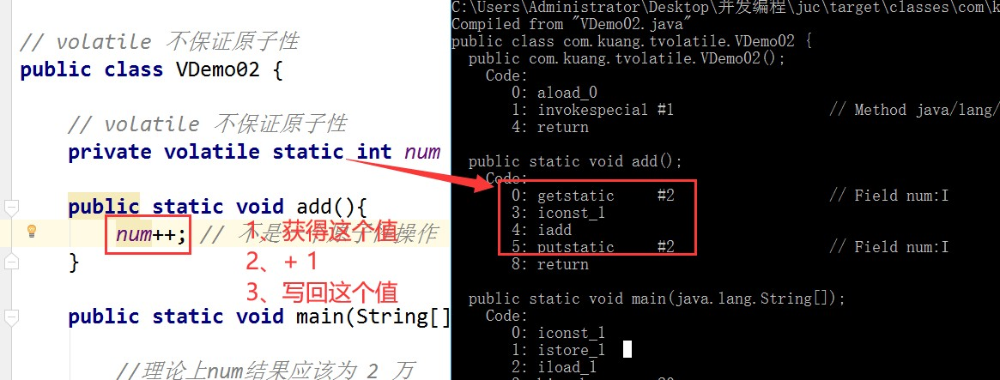 // volatile 不保证原子性
public class VDemo02 {
// volatile 不保证原子性
private volatile static int num
public static void add(){
num++; // 不是 原子性操作
1、获得这个值
2、+ 1
3、写回这个值
}
public static void main(String[]
//理论上num结果应该为 2 万
C:\Users\Administrator\Desktop\并发编程\juc\target\classes\com\k
Compiled from "VDemo02.java"
public class com.kuang.tvolatile.VDemo02 {
public com.kuang.tvolatile.VDemo02();
Code:
0: aload_0
1: invokespecial #1 // Method java/lang/
4: return
public static void add();
Code:
0: getstatic #2 // Field num:I
3: iconst_1
4: iadd
5: putstatic #2 // Field num:I
8: return
public static void main(java.lang.String[]);
Code:
0: iconst_1
1: istore_1
2: iload_1